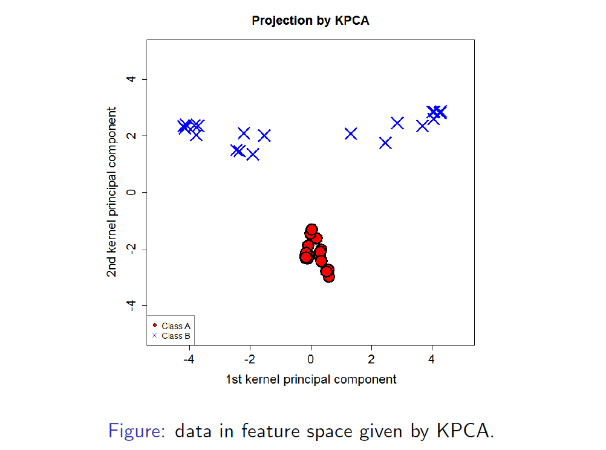 Projection by KPCA
2nd kernel principal component
4
2
0
-2
-4
Class A
Class B
-4 -2 0 2 4
1st kernel principal component
Figure: data in feature space given by KPCA.